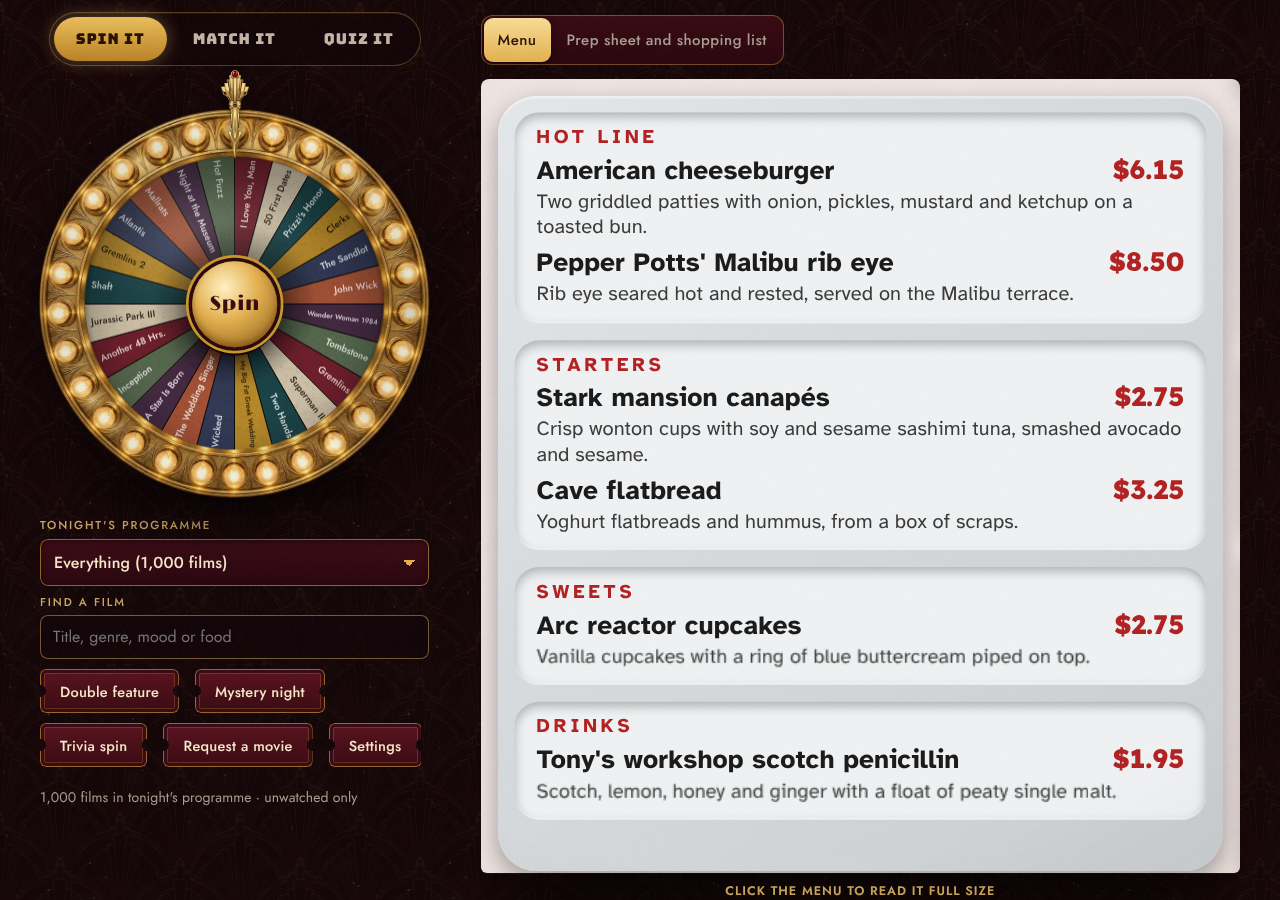 SPIN IT
MATCH IT
QUIZ IT
Menu
Prep sheet and shopping list
I Love You, Man
50 First Dates
Prizzi's Honor
Clerks
The Sandlot
John Wick
Wonder Woman 1984
Tombstone
Gremlins
Superman II
Two Hands
My Big Fat Greek Wedding
Wicked
The Wedding Singer
A Star Is Born
Inception
Another 48 Hrs.
Jurassic Park III
Shaft
Gremlins 2
Atlantis
Mallrats
Night at the Museum
Hot Fuzz
Spin
TONIGHT'S PROGRAMME
Everything (1,000 films)
FIND A FILM
Title, genre, mood or food
Double feature
Mystery night
Trivia spin
Request a movie
Settings
1,000 films in tonight's programme · unwatched only
HOT LINE
American cheeseburger $6.15
Two griddled patties with onion, pickles, mustard and ketchup on a
toasted bun.
Pepper Potts' Malibu rib eye $8.50
Rib eye seared hot and rested, served on the Malibu terrace.
STARTERS
Stark mansion canapés $2.75
Crisp wonton cups with soy and sesame sashimi tuna, smashed avocado
and sesame.
Cave flatbread $3.25
Yoghurt flatbreads and hummus, from a box of scraps.
SWEETS
Arc reactor cupcakes $2.75
Vanilla cupcakes with a ring of blue buttercream piped on top.
DRINKS
Tony's workshop scotch penicillin $1.95
Scotch, lemon, honey and ginger with a float of peaty single malt.
CLICK THE MENU TO READ IT FULL SIZE